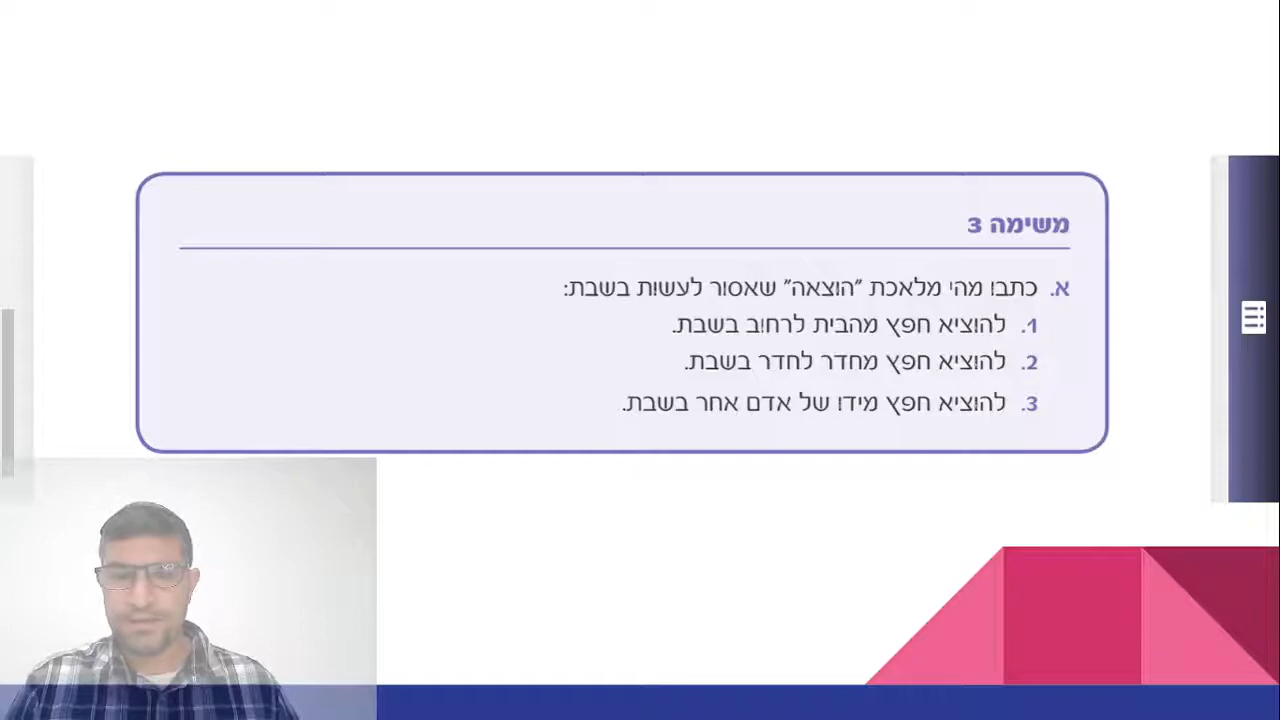 משימה 3
א. כתבו מהי מלאכת "הוצאה" שאסור לעשות בשבת:
1. להוציא חפץ מהבית לרחוב בשבת.
2. להוציא חפץ מחדר לחדר בשבת.
3. להוציא חפץ מידו של אדם אחר בשבת.